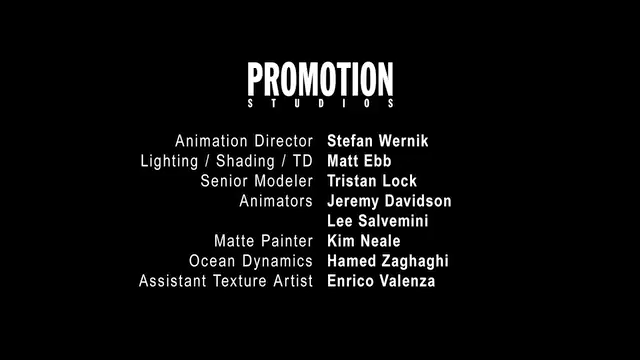 PROMOTION
STUDIOS
Animation Director Stefan Wernik
Lighting / Shading / TD Matt Ebb
Senior Modeler Tristan Lock
Animators Jeremy Davidson
Lee Salvemini
Matte Painter Kim Neale
Ocean Dynamics Hamed Zaghaghi
Assistant Texture Artist Enrico Valenza